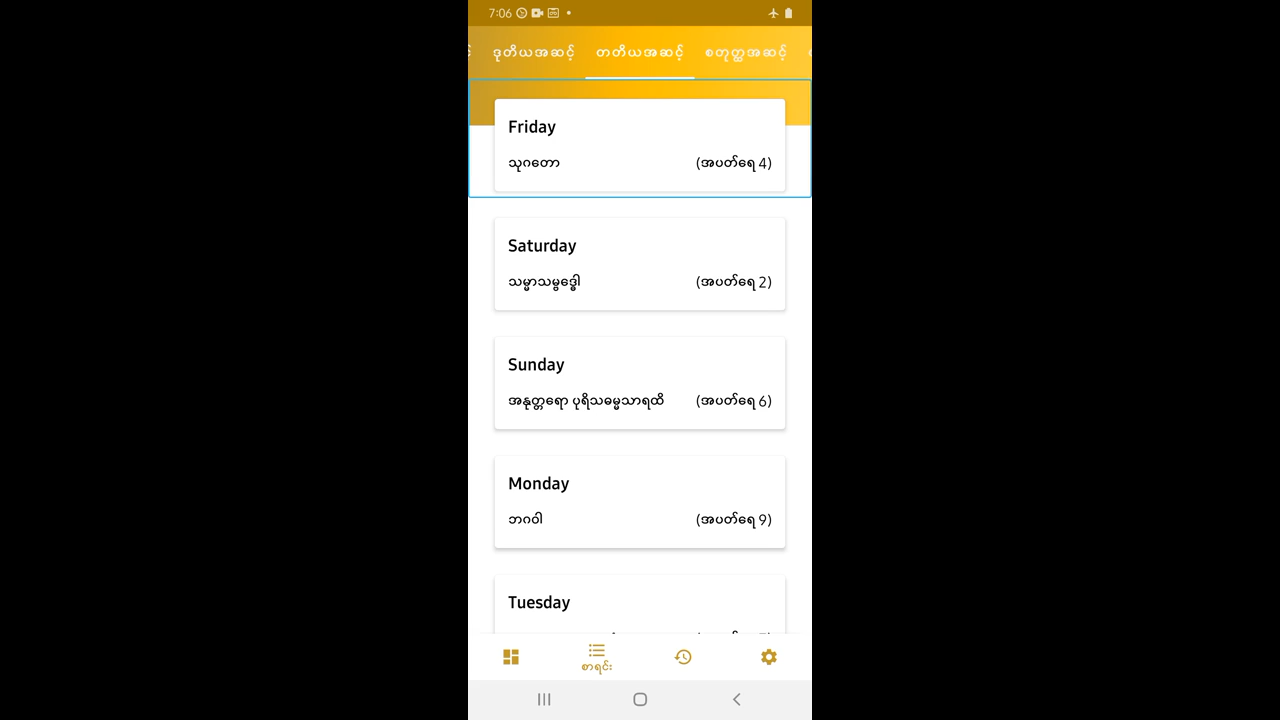 7:06
ဒုတိယအဆင့် တတိယအဆင့် စတုတ္ထအဆင့်
Friday
သုဂတော (အပတ်ရေ 4)
Saturday
သမ္မာသမ္ဗဒ္ဓေါ (အပတ်ရေ 2)
Sunday
အနုတ္တရော ပုရိသဓမ္မသာရထိ (အပတ်ရေ 6)
Monday
ဘဂဝါ (အပတ်ရေ 9)
Tuesday
စာရင်း